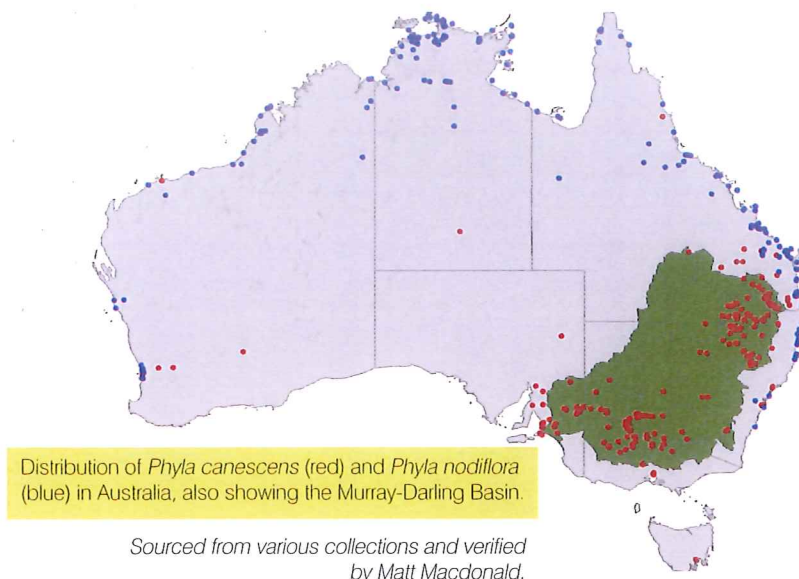 Distribution of Phyla canescens (red) and Phyla nodiflora
(blue) in Australia, also showing the Murray-Darling Basin.
Sourced from various collections and verified
by Matt Macdonald.